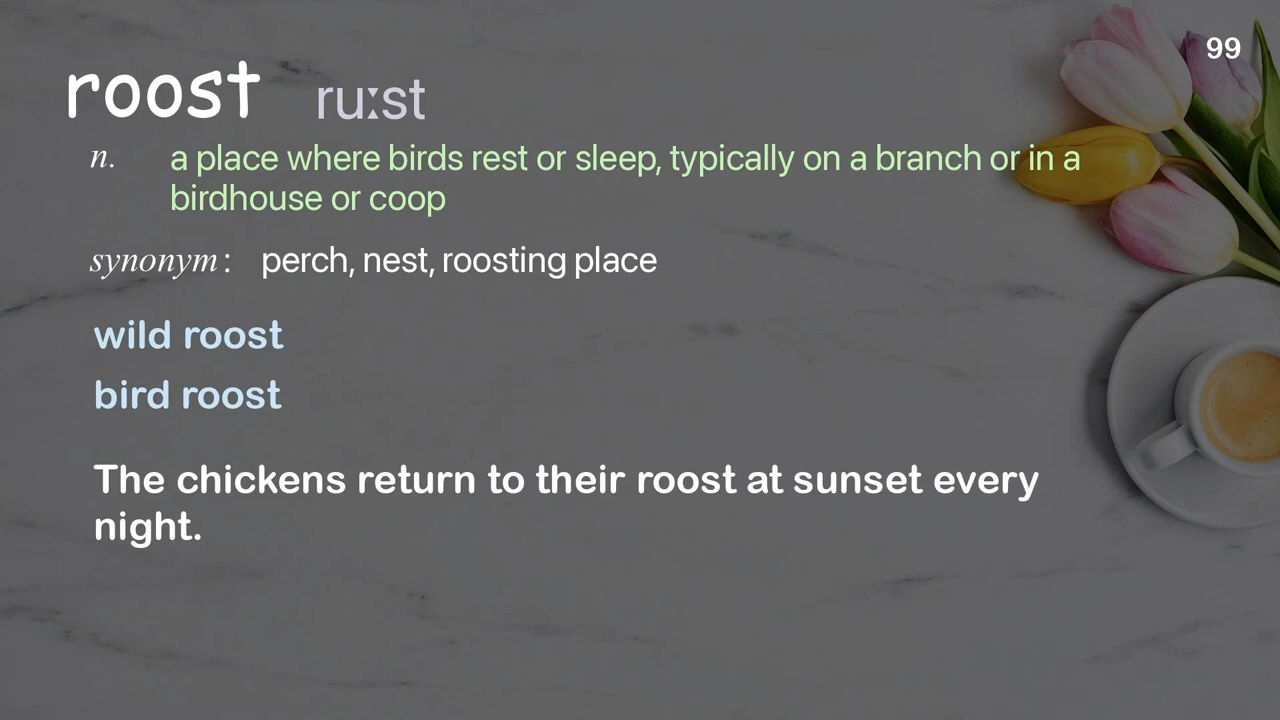 99
roost ruːst
n. a place where birds rest or sleep, typically on a branch or in a
birdhouse or coop
synonym: perch, nest, roosting place
wild roost
bird roost
The chickens return to their roost at sunset every
night.